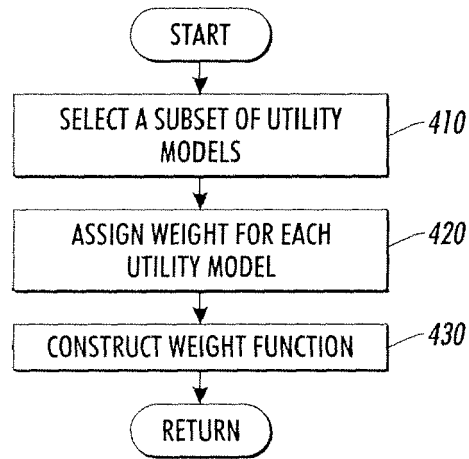 START
SELECT A SUBSET OF UTILITY
MODELS
410
ASSIGN WEIGHT FOR EACH
UTILITY MODEL
420
CONSTRUCT WEIGHT FUNCTION
430
RETURN